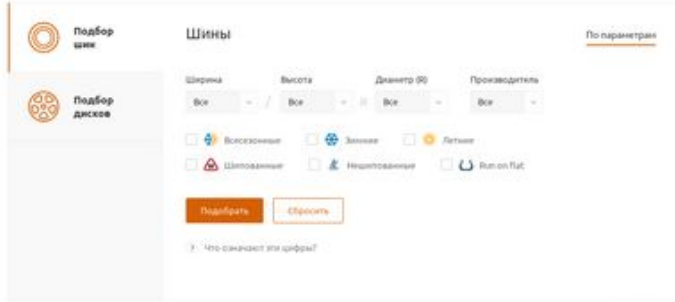 Подбор
шин
Шины
По параметрам
Ширина Высота Диаметр (R) Производитель
Все / Все R Все Все
Подбор
дисков
Всесезонные Зимние Летние
Шипованные Нешипованные Run on flat
Подобрать Сбросить
? Что означают эти цифры?